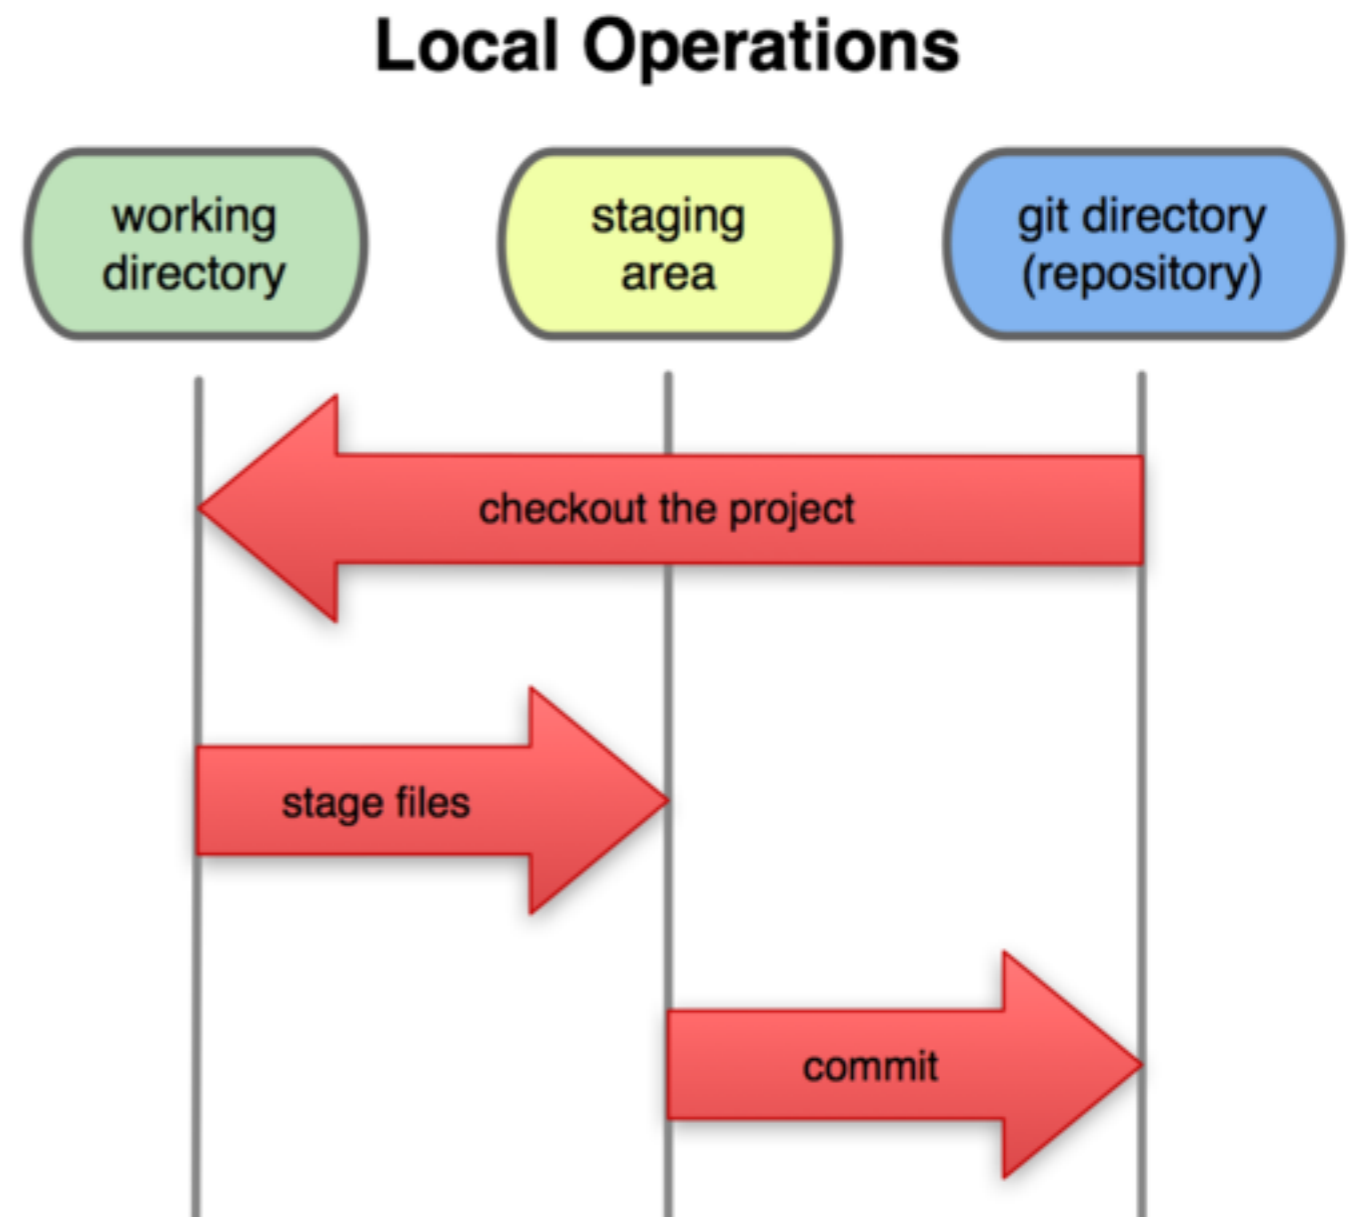 Local Operations
working
directory
staging
area
git directory
(repository)
checkout the project
stage files
commit